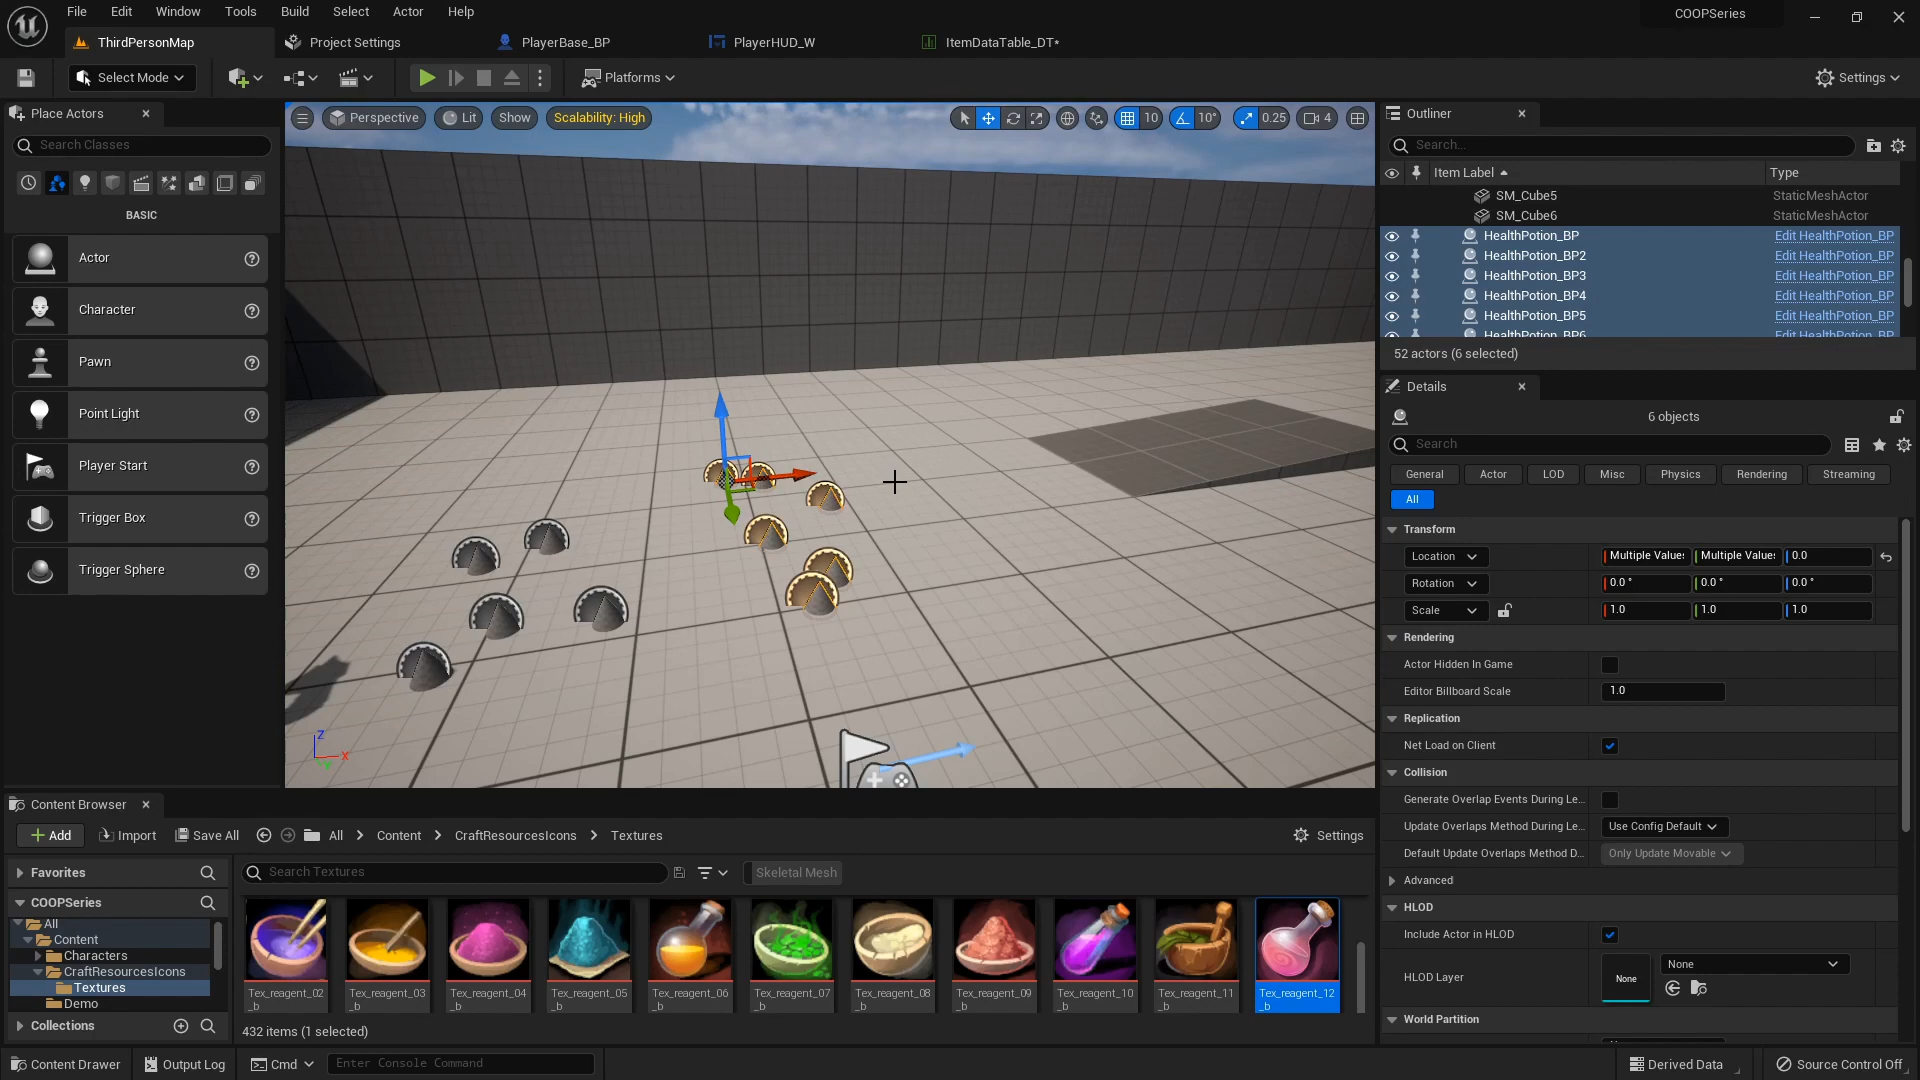 File Edit Window Tools Build Select Actor Help
COOPSeries
ThirdPersonMap
Project Settings
PlayerBase_BP
PlayerHUD_W
ItemDataTable_DT*
Select Mode
Platforms
Settings
Place Actors
Search Classes
BASIC
Actor
Character
Pawn
Point Light
Player Start
Trigger Box
Trigger Sphere
Perspective
Lit
Show
Scalability: High
10
10°
0.25
4
Z
X
Outliner
Search...
Item Label
Type
SM_Cube5 StaticMeshActor
SM_Cube6 StaticMeshActor
HealthPotion_BP Edit HealthPotion_BP
HealthPotion_BP2 Edit HealthPotion_BP
HealthPotion_BP3 Edit HealthPotion_BP
HealthPotion_BP4 Edit HealthPotion_BP
HealthPotion_BP5 Edit HealthPotion_BP
HealthPotion_BP6 Edit HealthPotion_BP
52 actors (6 selected)
Details
6 objects
Search
General Actor LOD Misc Physics Rendering Streaming
All
Transform
Location Multiple Values Multiple Values 0.0
Rotation 0.0 ° 0.0 ° 0.0 °
Scale 1.0 1.0 1.0
Rendering
Actor Hidden In Game
Editor Billboard Scale 1.0
Replication
Net Load on Client
Collision
Generate Overlap Events During Le...
Update Overlaps Method During Le... Use Config Default
Default Update Overlaps Method D... Only Update Movable
Advanced
HLOD
Include Actor in HLOD
HLOD Layer None None
World Partition
Content Browser
Add Import Save All All Content CraftResourcesIcons Textures Settings
Favorites
COOPSeries
All
Content
Characters
CraftResourcesIcons
Textures
Demo
Collections
Search Textures
Skeletal Mesh
Tex_reagent_02_b
Tex_reagent_03_b
Tex_reagent_04_b
Tex_reagent_05_b
Tex_reagent_06_b
Tex_reagent_07_b
Tex_reagent_08_b
Tex_reagent_09_b
Tex_reagent_10_b
Tex_reagent_11_b
Tex_reagent_12_b
432 items (1 selected)
Content Drawer
Output Log
Cmd
Enter Console Command
Derived Data
Source Control Off